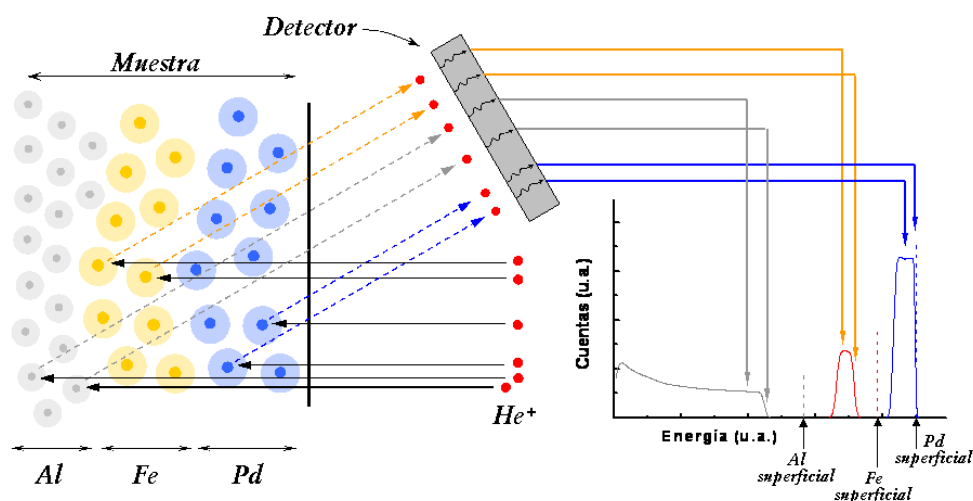 Detector
Muestra
He⁺
Al
Fe
Pd
Cuentas (u.a.)
Energía (u.a.)
Al
superficial
Fe
superficial
Pd
superficial